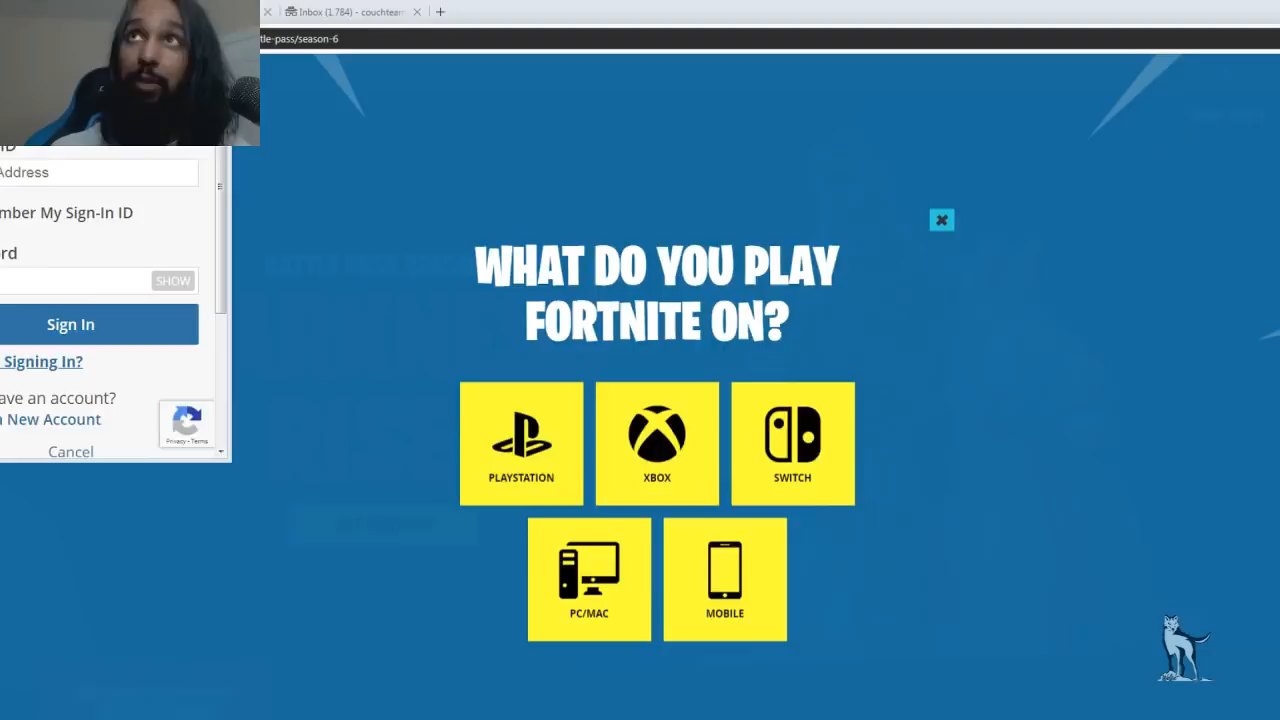 Inbox (1.784) - couchteam
tle-pass/season-6
ID
Address
mber My Sign-In ID
rd
SHOW
Sign In
Signing In?
ave an account?
a New Account
Privacy - Terms
Cancel
WHAT DO YOU PLAY
FORTNITE ON?
PLAYSTATION
XBOX
SWITCH
PC/MAC
MOBILE